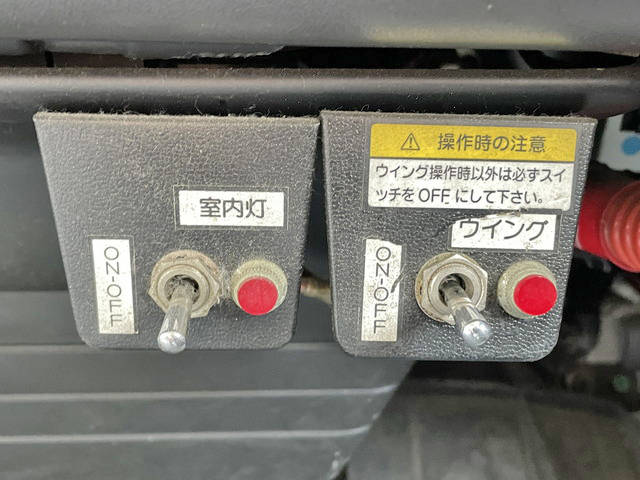 室内灯
ON-OFF
⚠ 操作時の注意
ウイング操作時以外は必ずスイ
ッチをOFFにして下さい。
ウイング
ON-OFF